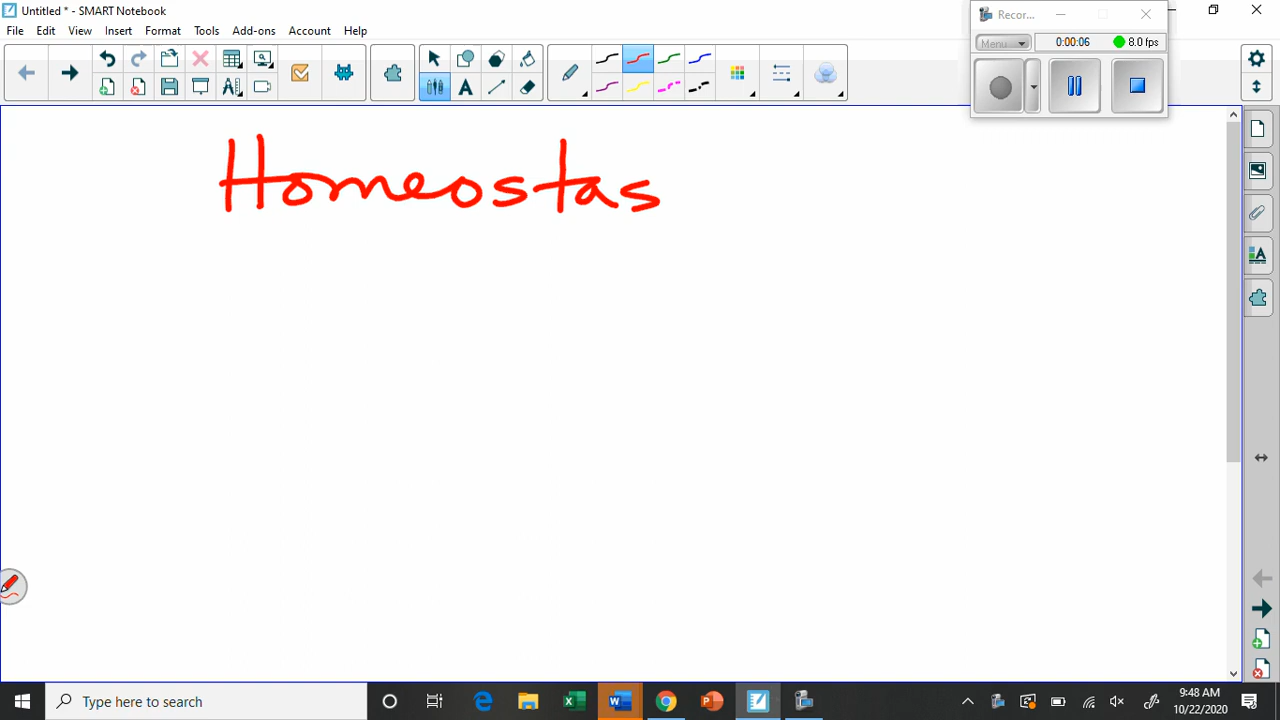 Untitled * - SMART Notebook
Recor...
File Edit View Insert Format Tools Add-ons Account Help
Menu 0:00:06 8.0 fps
Homeostas
Type here to search
9:48 AM
10/22/2020